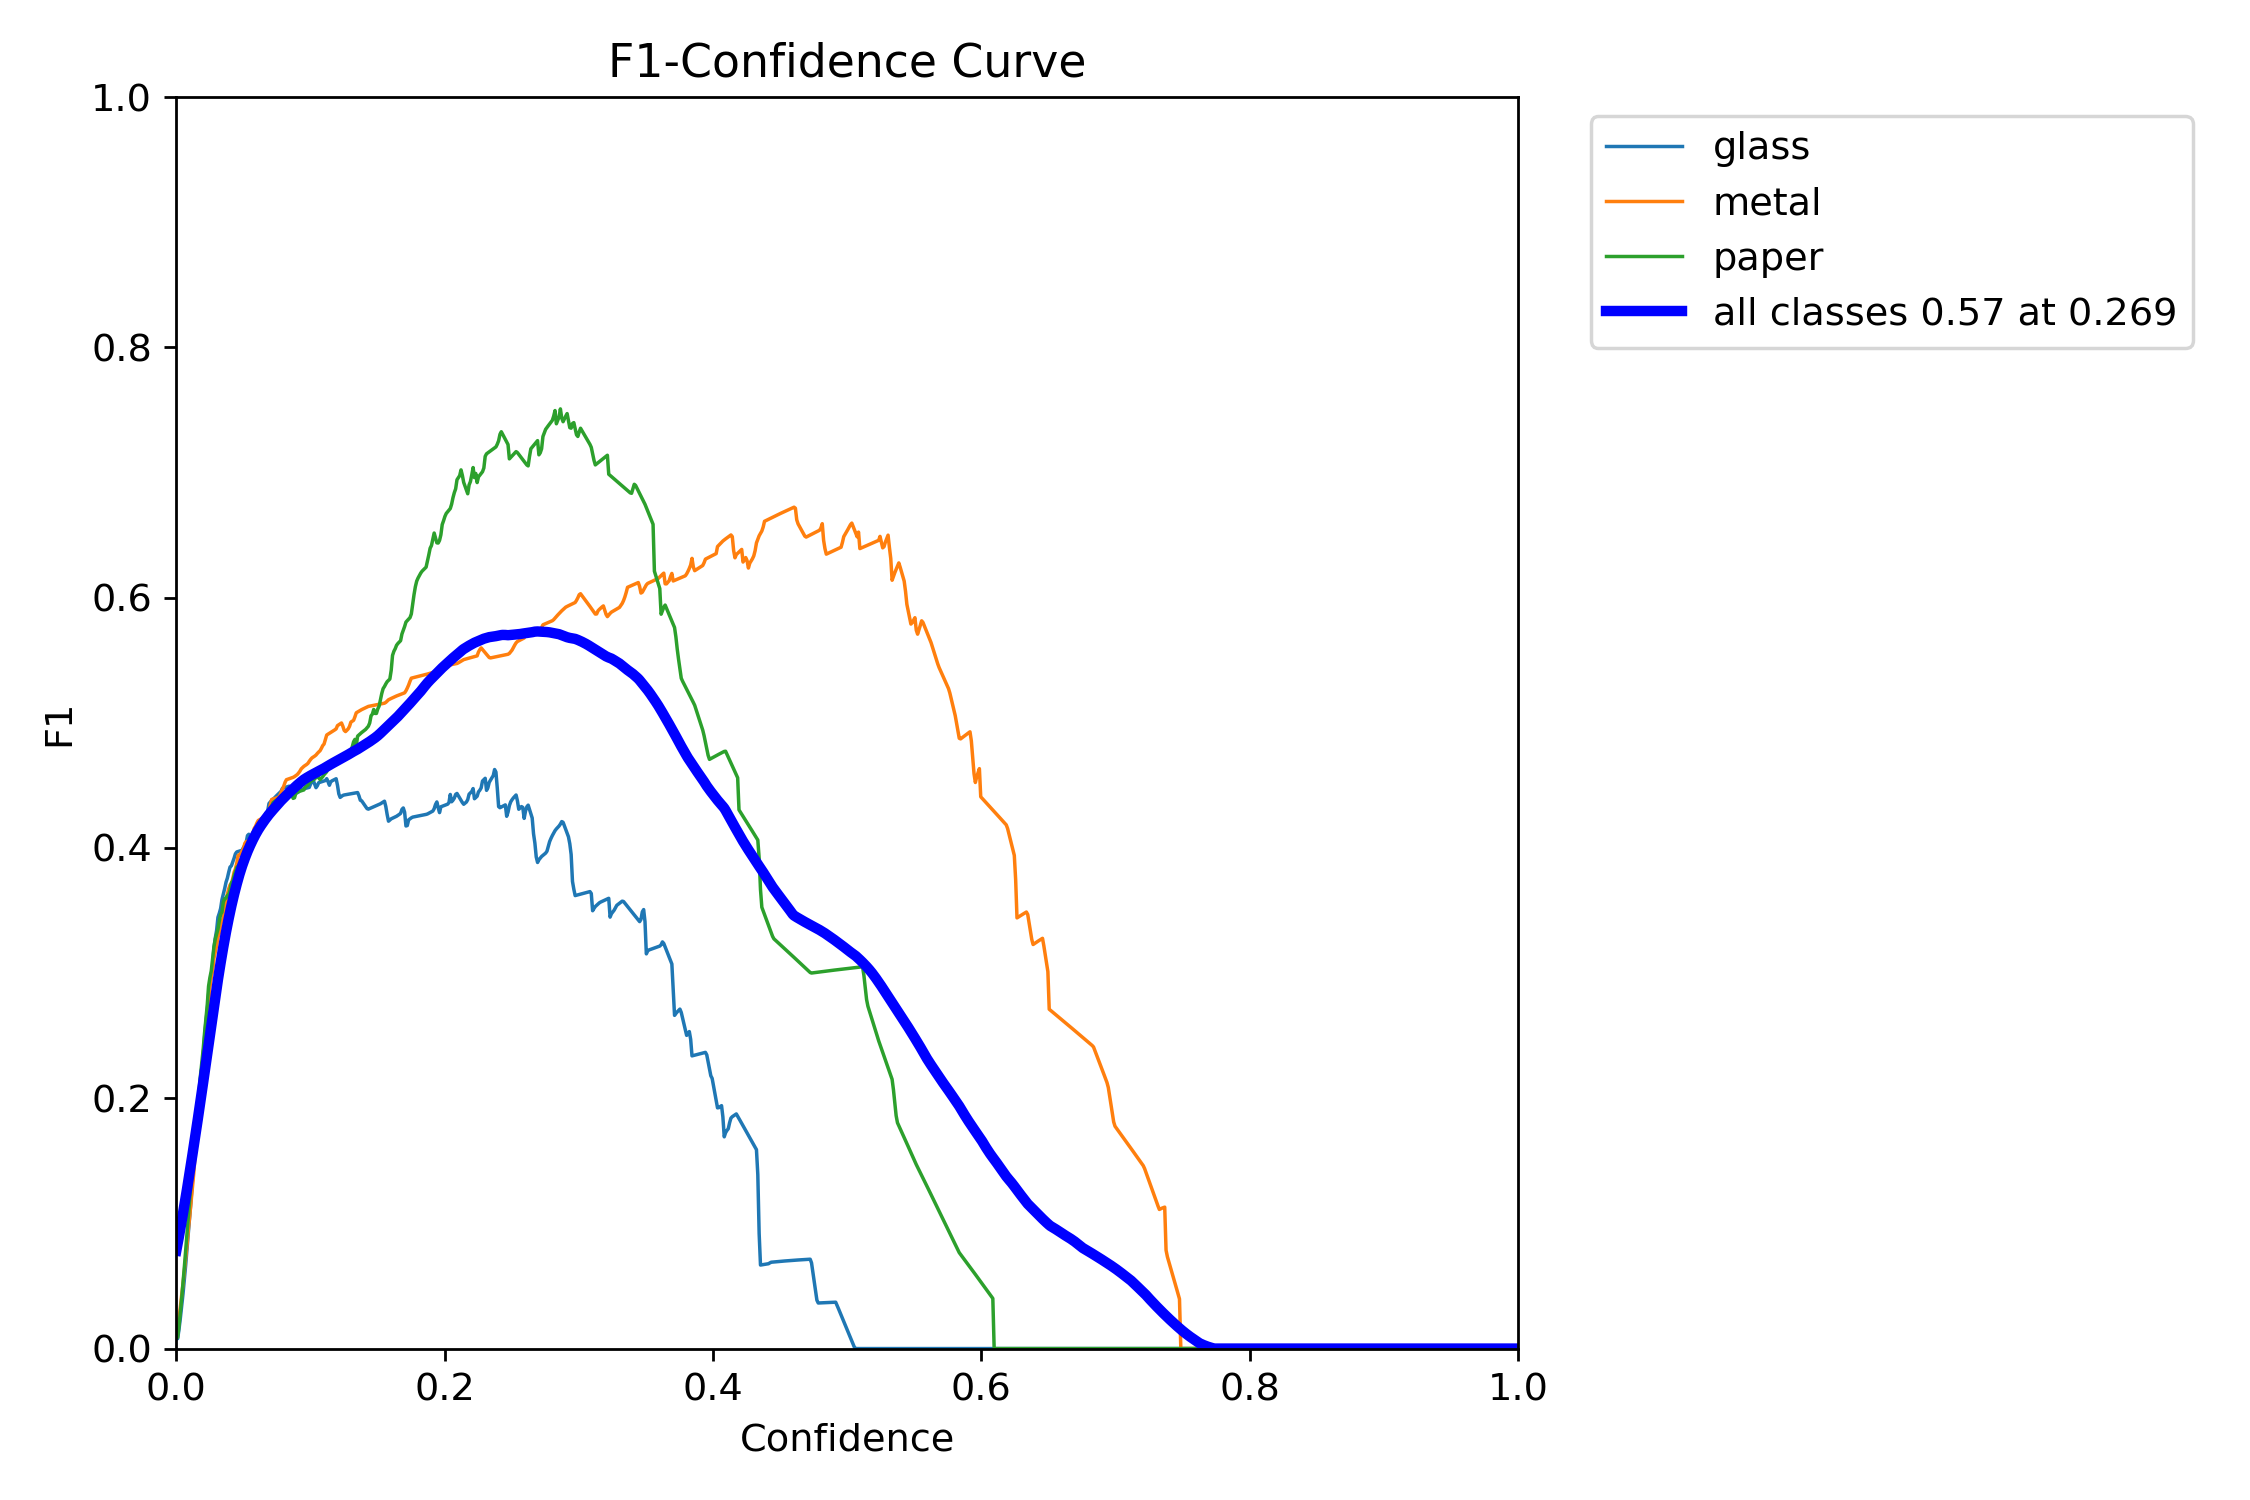 F1-Confidence Curve
1.0
0.8
0.6
0.4
0.2
0.0
F1
0.0 0.2 0.4 0.6 0.8 1.0
Confidence
glass
metal
paper
all classes 0.57 at 0.269